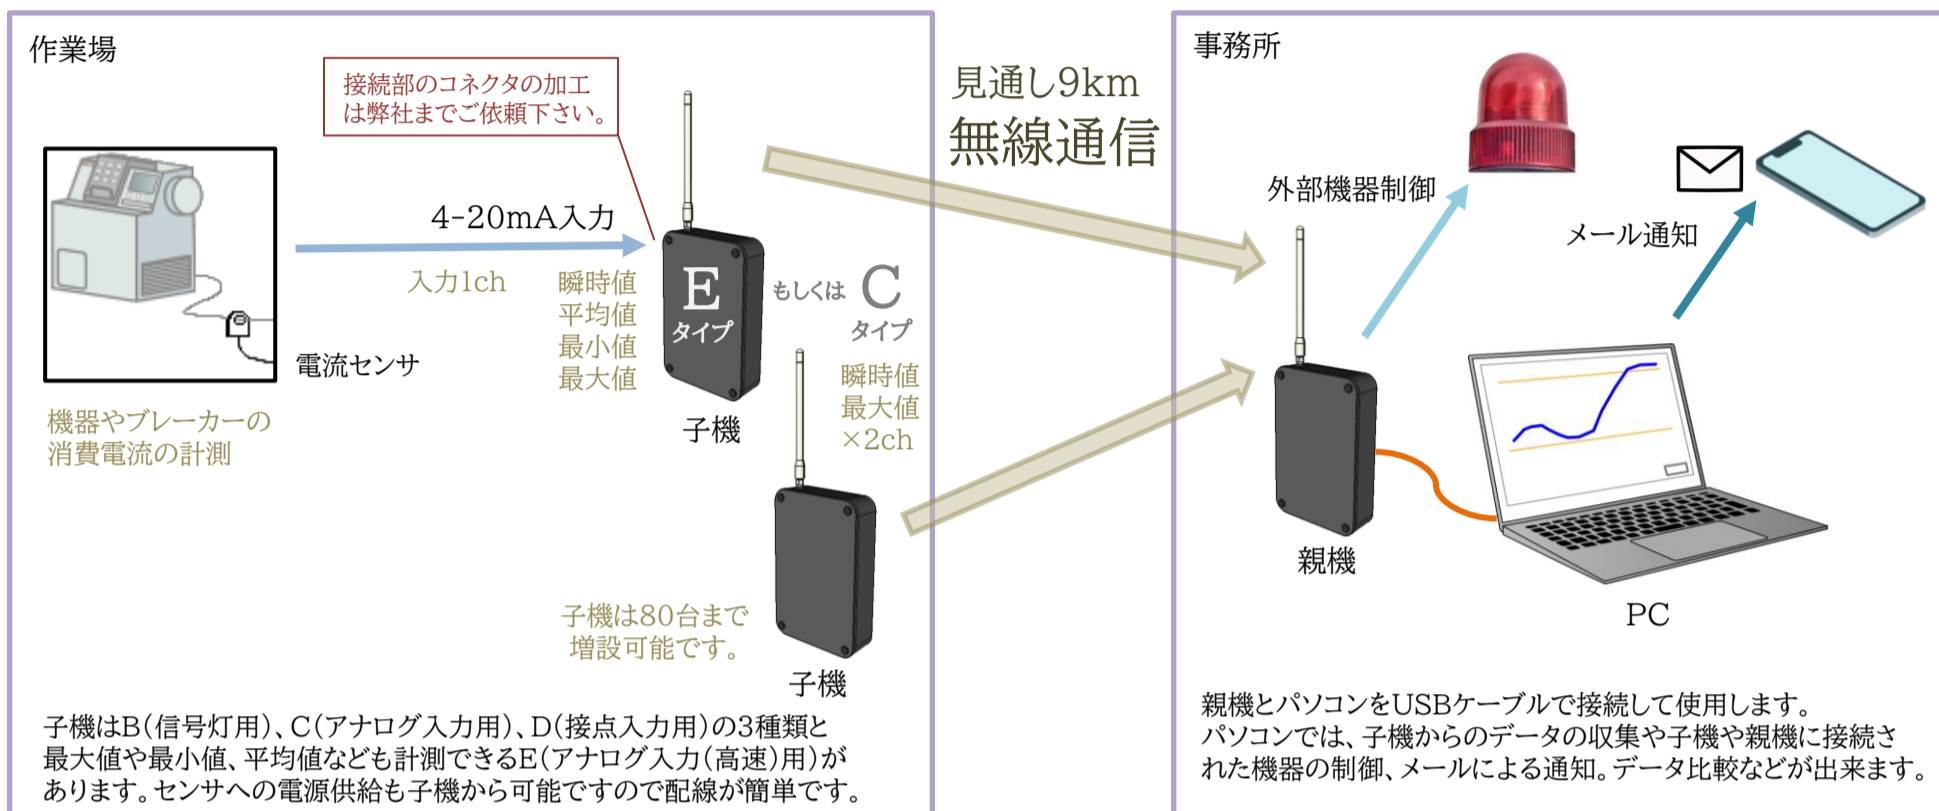 作業場
接続部のコネクタの加工
は弊社までご依頼下さい。
4-20mA入力
入力1ch
瞬時値
平均値
最小値
最大値
E
タイプ
もしくは
C
タイプ
瞬時値
最大値
×2ch
電流センサ
機器やブレーカーの
消費電流の計測
子機
子機は80台まで
増設可能です。
子機
子機はB(信号灯用)、C(アナログ入力用)、D(接点入力用)の3種類と
最大値や最小値、平均値なども計測できるE(アナログ入力(高速)用)が
あります。センサへの電源供給も子機から可能ですので配線が簡単です。
見通し9km
無線通信
事務所
外部機器制御
メール通知
親機
PC
親機とパソコンをUSBケーブルで接続して使用します。
パソコンでは、子機からのデータの収集や子機や親機に接続さ
れた機器の制御、メールによる通知。データ比較などが出来ます。